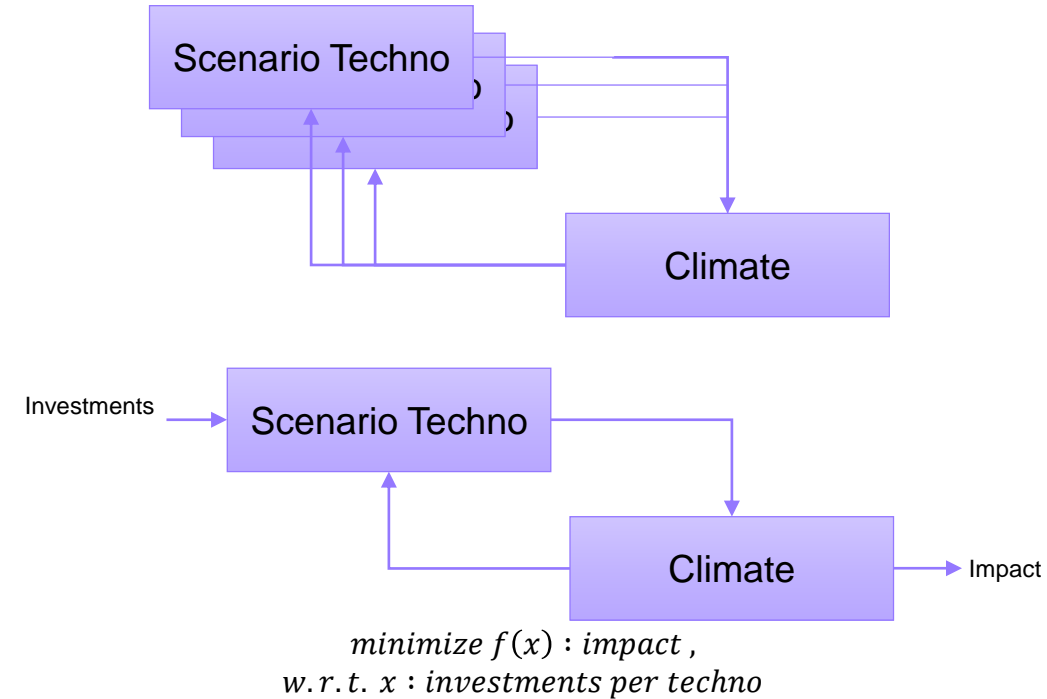 Scenario Techno
Climate
Investments
Scenario Techno
Climate
Impact
minimize f(x) : impact ,
w.r.t. x : investments per techno